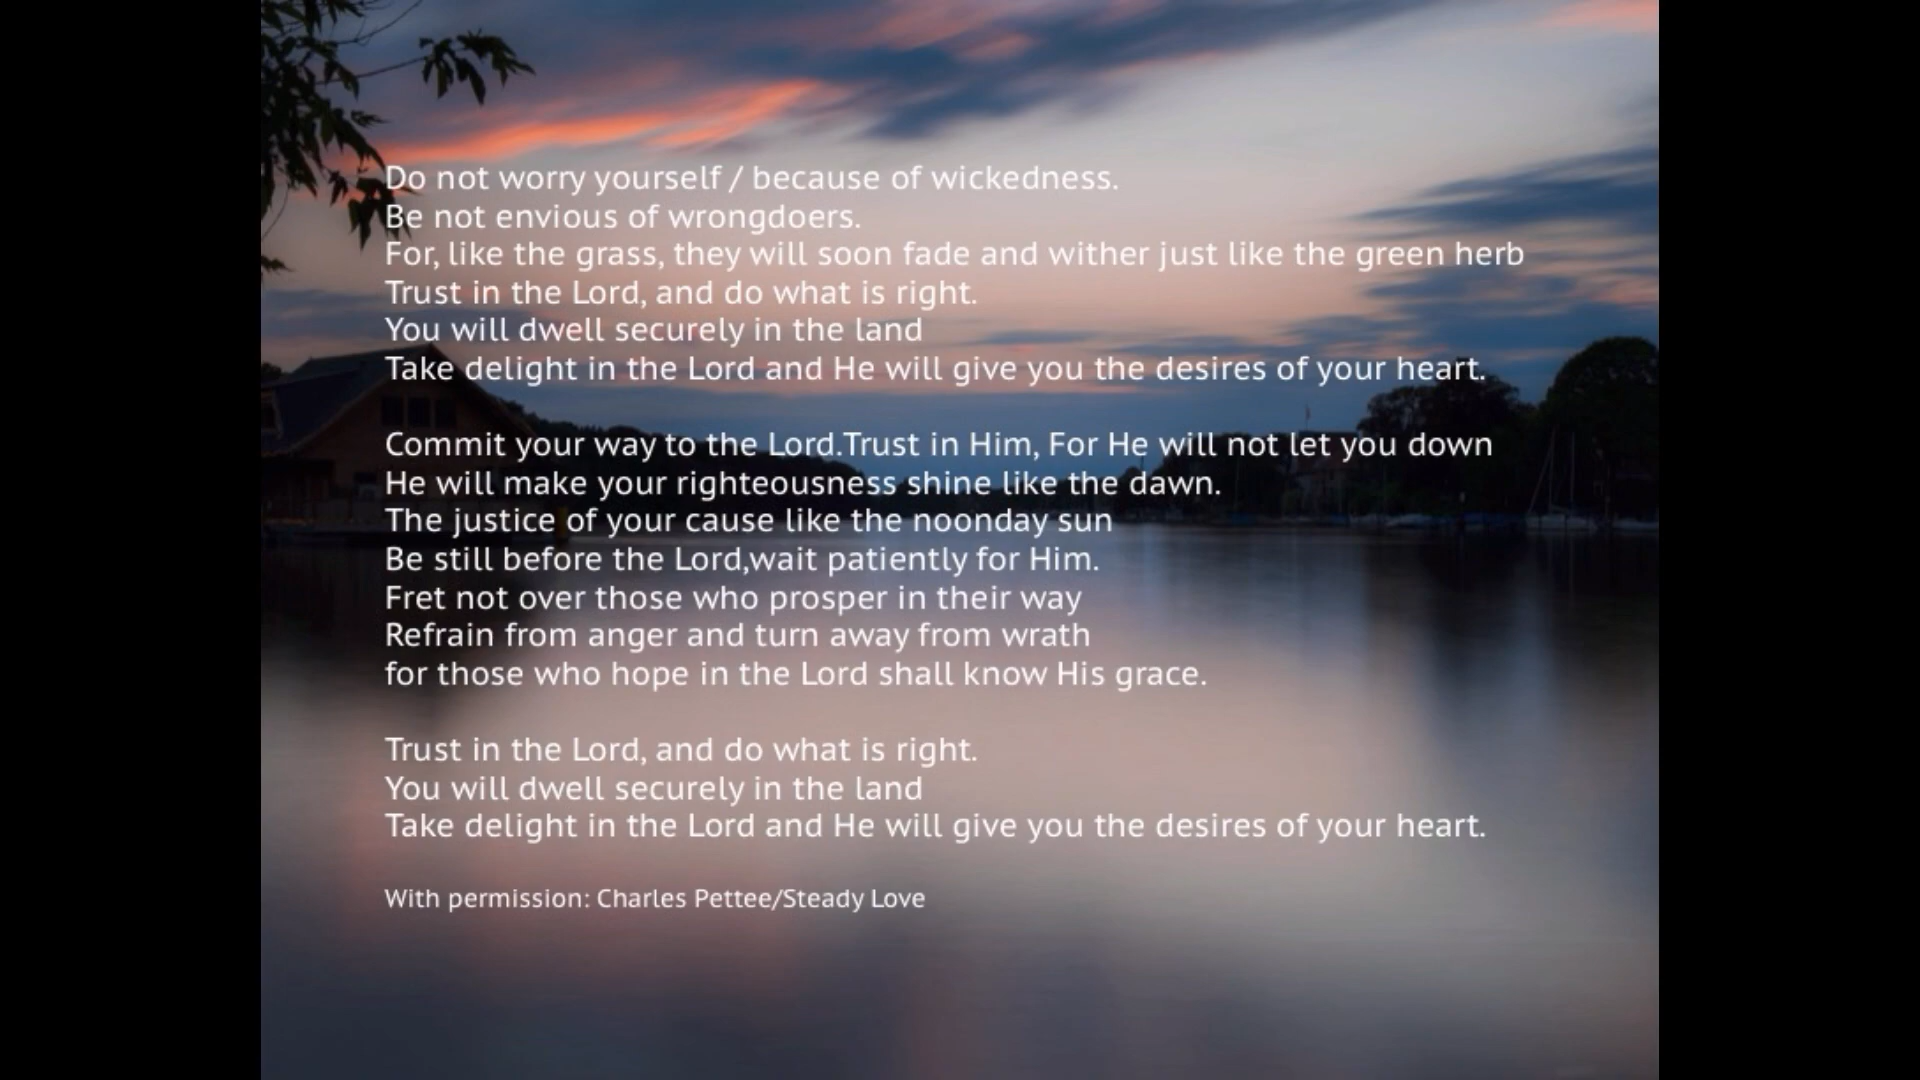 Do not worry yourself / because of wickedness.
Be not envious of wrongdoers.
For, like the grass, they will soon fade and wither just like the green herb
Trust in the Lord, and do what is right.
You will dwell securely in the land
Take delight in the Lord and He will give you the desires of your heart.
Commit your way to the Lord.Trust in Him, For He will not let you down
He will make your righteousness shine like the dawn.
The justice of your cause like the noonday sun
Be still before the Lord,wait patiently for Him.
Fret not over those who prosper in their way
Refrain from anger and turn away from wrath
for those who hope in the Lord shall know His grace.
Trust in the Lord, and do what is right.
You will dwell securely in the land
Take delight in the Lord and He will give you the desires of your heart.
With permission: Charles Pettee/Steady Love